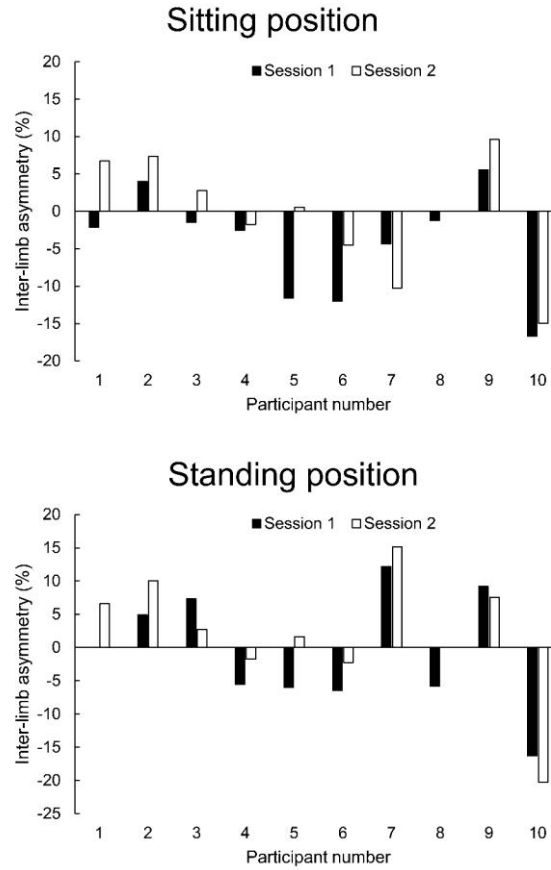 Sitting position
Session 1 Session 2
Inter-limb asymmetry (%)
20
15
10
5
0
-5
-10
-15
-20
1 2 3 4 5 6 7 8 9 10
Participant number
Standing position
Session 1 Session 2
Inter-limb asymmetry (%)
20
15
10
5
0
-5
-10
-15
-20
-25
1 2 3 4 5 6 7 8 9 10
Participant number